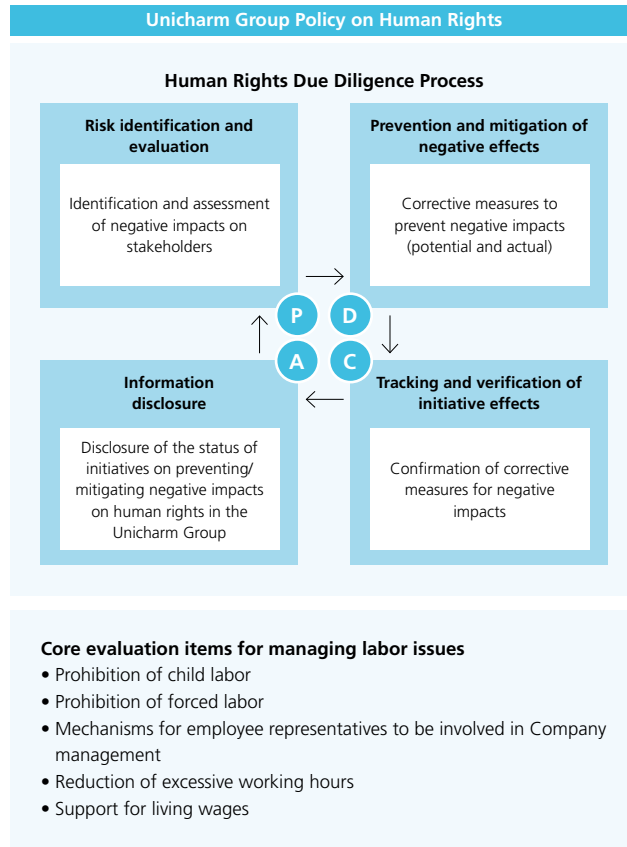 Unicharm Group Policy on Human Rights
Human Rights Due Diligence Process
Risk identification and
evaluation
Identification and assessment
of negative impacts on
stakeholders
Prevention and mitigation of
negative effects
Corrective measures to
prevent negative impacts
(potential and actual)
P
D
A
C
Information
disclosure
Disclosure of the status of
initiatives on preventing/
mitigating negative impacts
on human rights in the
Unicharm Group
Tracking and verification of
initiative effects
Confirmation of corrective
measures for negative
impacts
Core evaluation items for managing labor issues
• Prohibition of child labor
• Prohibition of forced labor
• Mechanisms for employee representatives to be involved in Company
management
• Reduction of excessive working hours
• Support for living wages